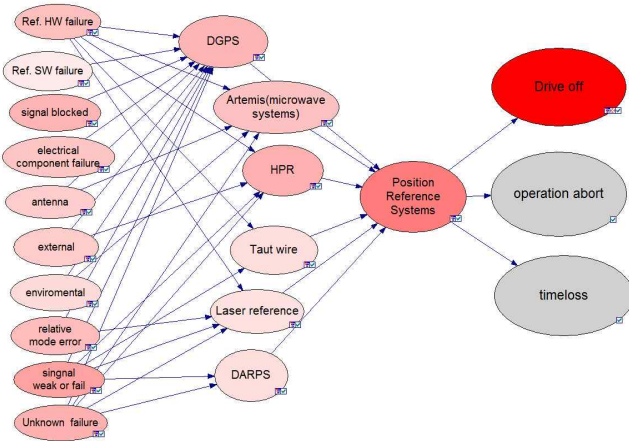 Ref. HW failure
Ref. SW failure
signal blocked
electrical
component failure
antenna
external
enviromental
relative
mode error
singnal
weak or fail
Unknown failure
DGPS
Artemis(microwave
systems)
HPR
Taut wire
Laser reference
DARPS
Position
Reference
Systems
Drive off
operation abort
timeloss